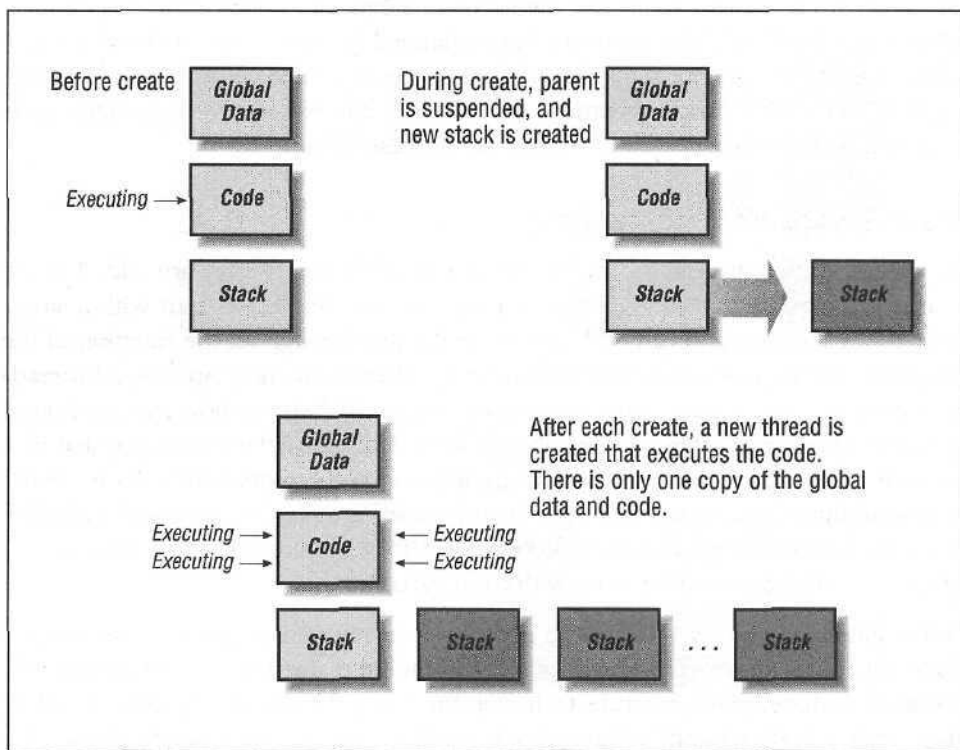 Before create
Global
Data
During create, parent
is suspended, and
new stack is created
Global
Data
Executing
Code
Code
Stack
Stack
Stack
Global
Data
After each create, a new thread is
created that executes the code.
There is only one copy of the global
data and code.
Executing
Executing
Code
Executing
Executing
Stack
Stack
Stack
...
Stack